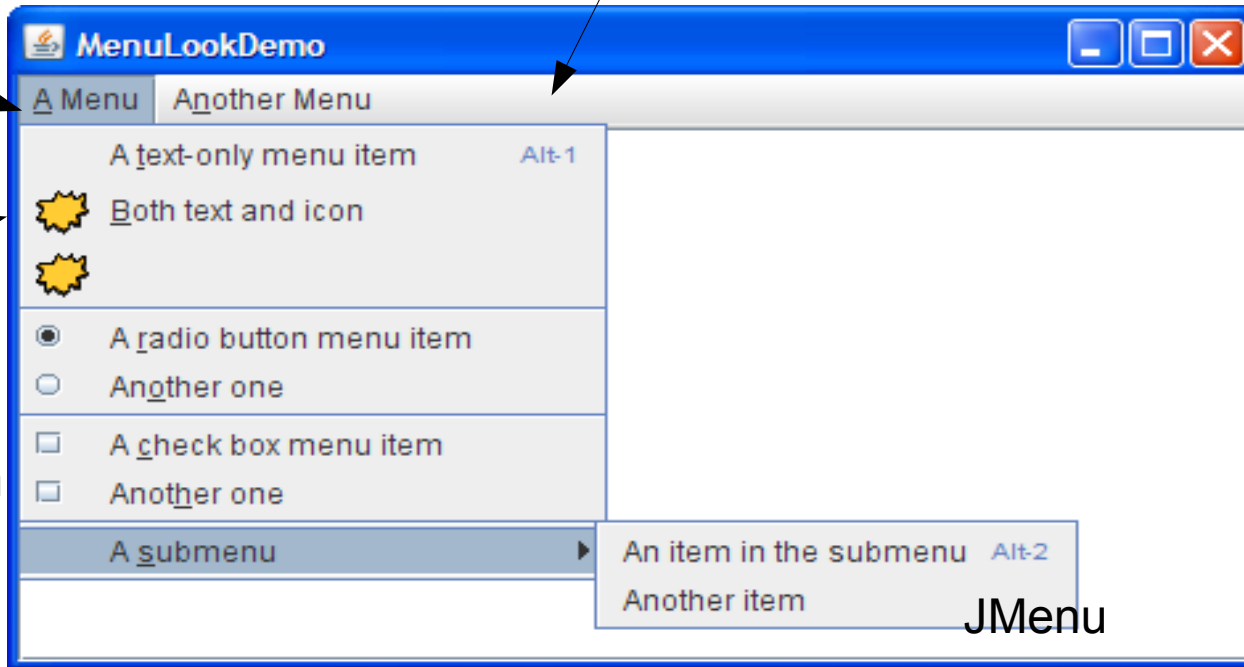 MenuLookDemo
A Menu Another Menu
A text-only menu item Alt-1
Both text and icon
A radio button menu item
Another one
A check box menu item
Another one
A submenu
An item in the submenu Alt-2
Another item
JMenu